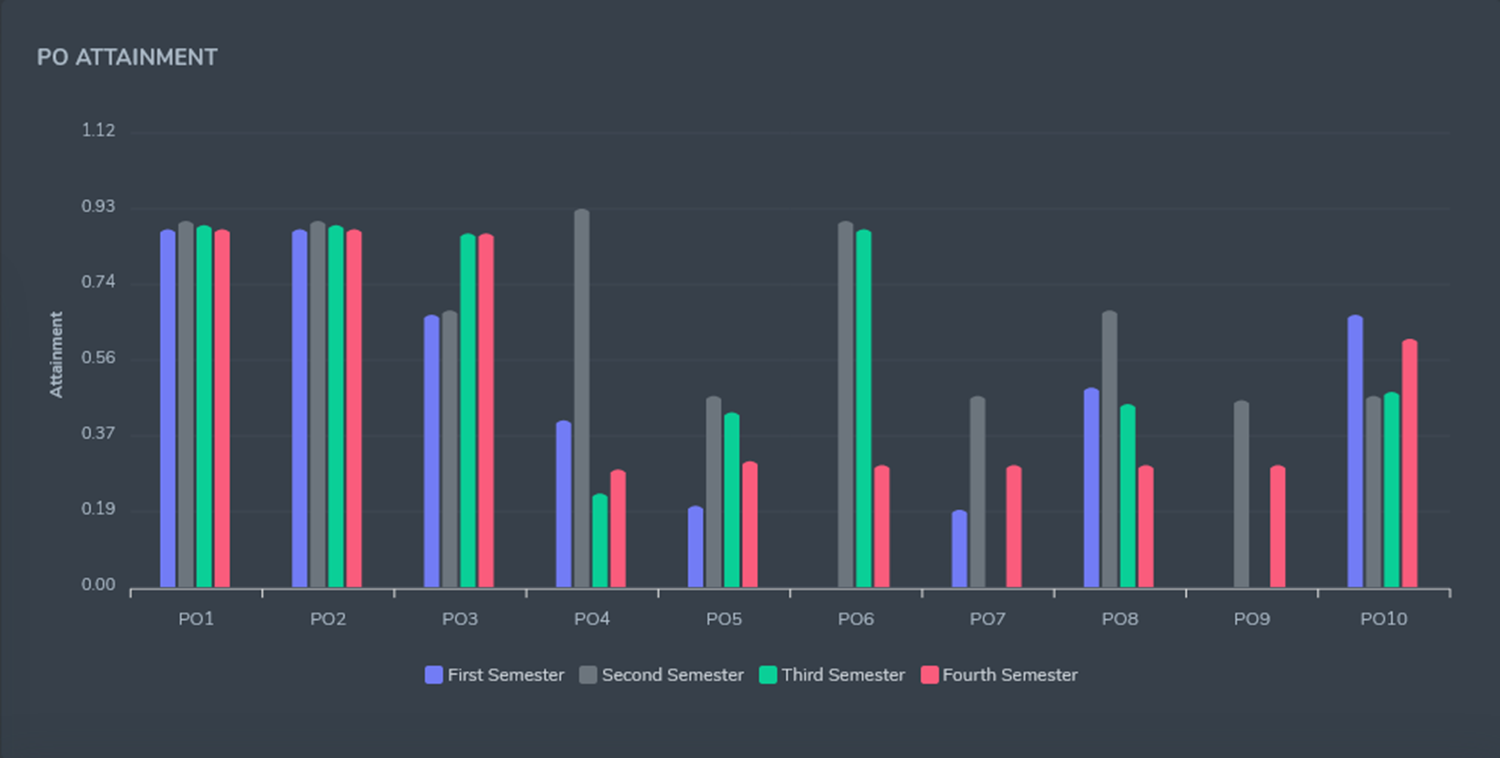 PO ATTAINMENT
1.12
0.93
0.74
0.56
0.37
0.19
0.00
Attainment
PO1 PO2 PO3 PO4 PO5 PO6 PO7 PO8 PO9 PO10
First Semester Second Semester Third Semester Fourth Semester